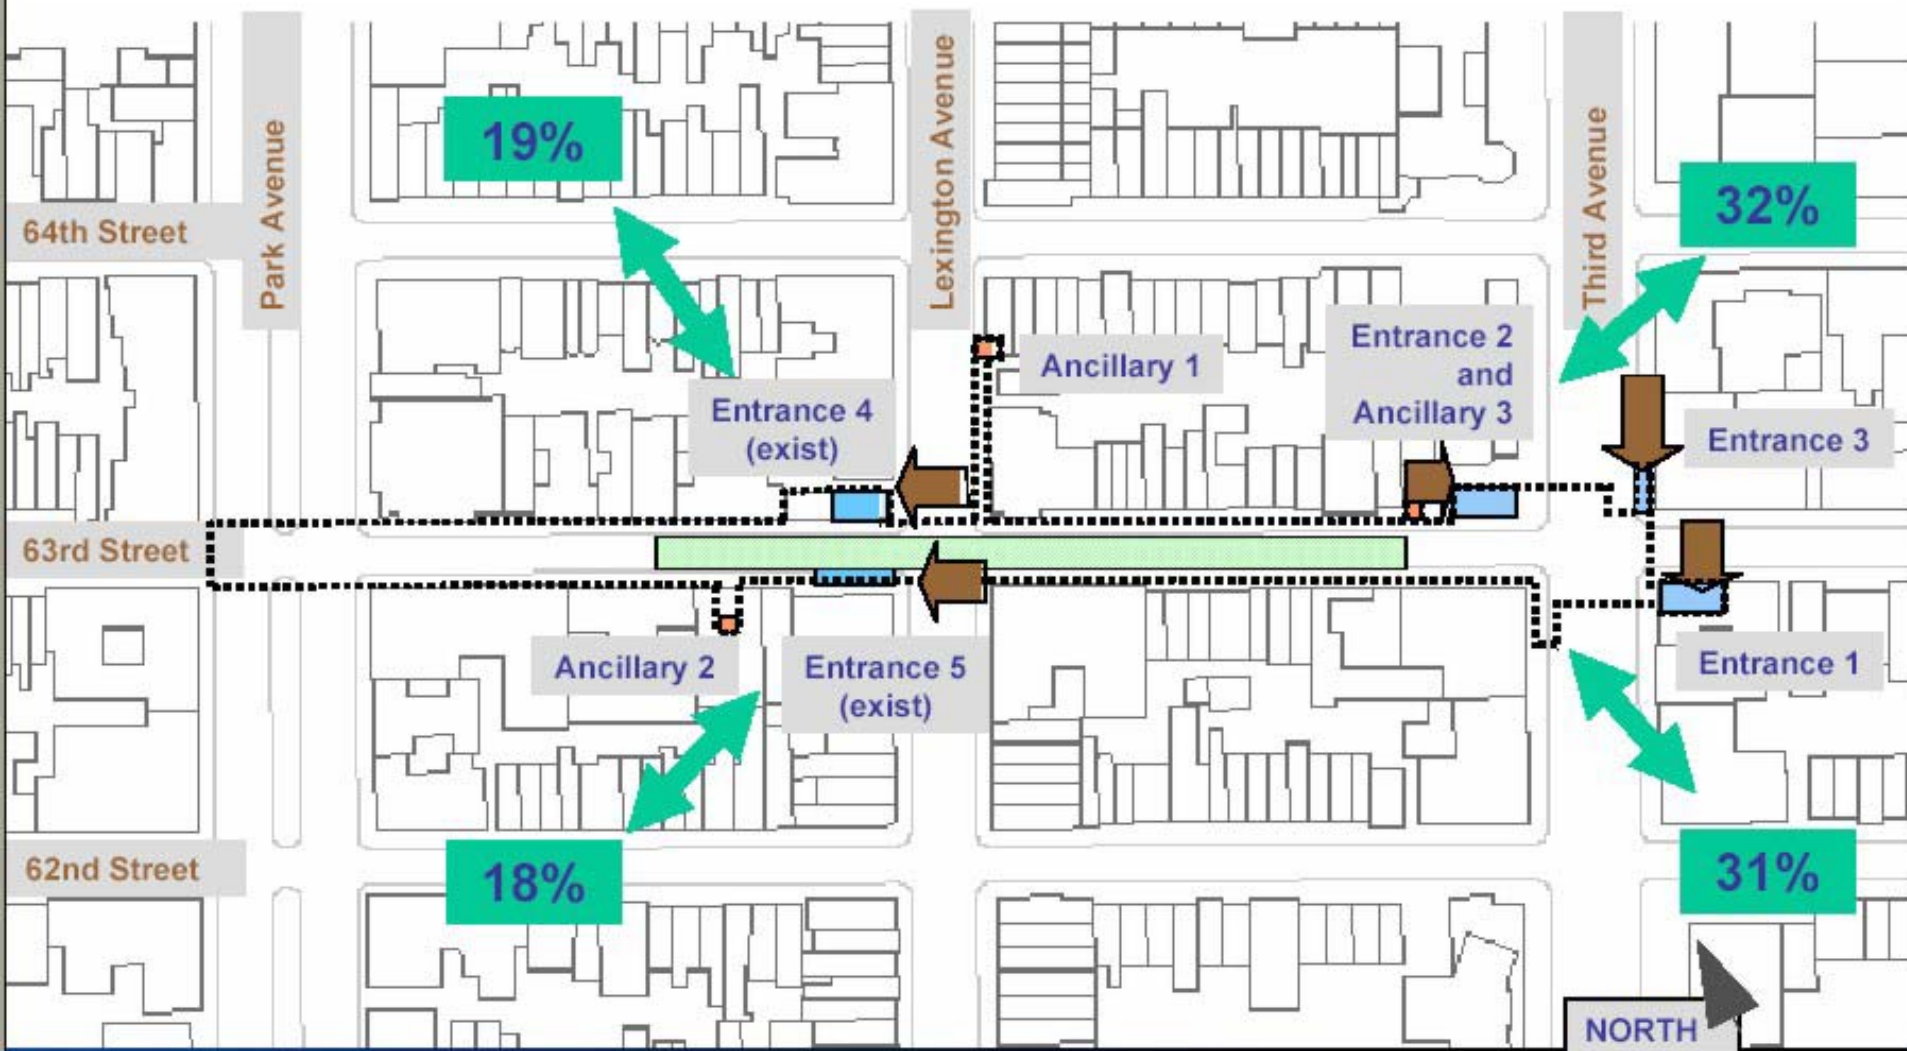 Park Avenue
Lexington Avenue
Third Avenue
19%
32%
64th Street
Ancillary 1
Entrance 2
and
Ancillary 3
Entrance 4
(exist)
Entrance 3
63rd Street
Ancillary 2
Entrance 5
(exist)
Entrance 1
62nd Street
18%
31%
NORTH